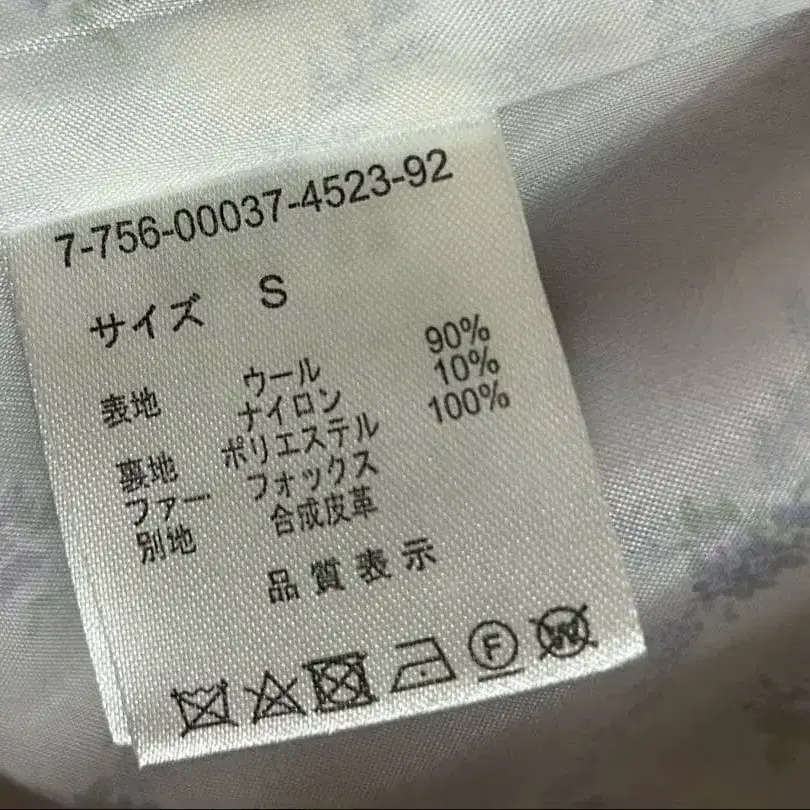 7-756-00037-4523-92
サイズ S
表地 ウール 90%
ナイロン 10%
裏地 ポリエステル 100%
ファー フォックス
別地 合成皮革
品質表示
F W